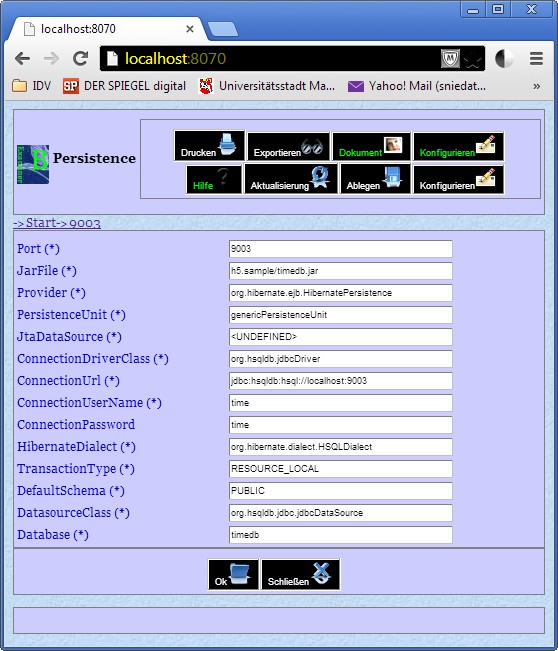 localhost:8070
localhost:8070
IDV DER SPIEGEL digital Universitätsstadt Ma... Yahoo! Mail (sniedat... »
Persistence
Drucken Exportieren Dokument Konfigurieren
Hilfe Aktualisierung Ablegen Konfigurieren
-> Start-> 9003
Port (*) 9003
JarFile (*) h5.sample/timedb.jar
Provider (*) org.hibernate.ejb.HibernatePersistence
PersistenceUnit (*) genericPersistenceUnit
JtaDataSource (*) <UNDEFINED>
ConnectionDriverClass (*) org.hsqldb.jdbcDriver
ConnectionUrl (*) jdbc:hsqldb:hsql://localhost:9003
ConnectionUserName (*) time
ConnectionPassword time
HibernateDialect (*) org.hibernate.dialect.HSQLDialect
TransactionType (*) RESOURCE_LOCAL
DefaultSchema (*) PUBLIC
DatasourceClass (*) org.hsqldb.jdbc.jdbcDataSource
Database (*) timedb
Ok Schließen